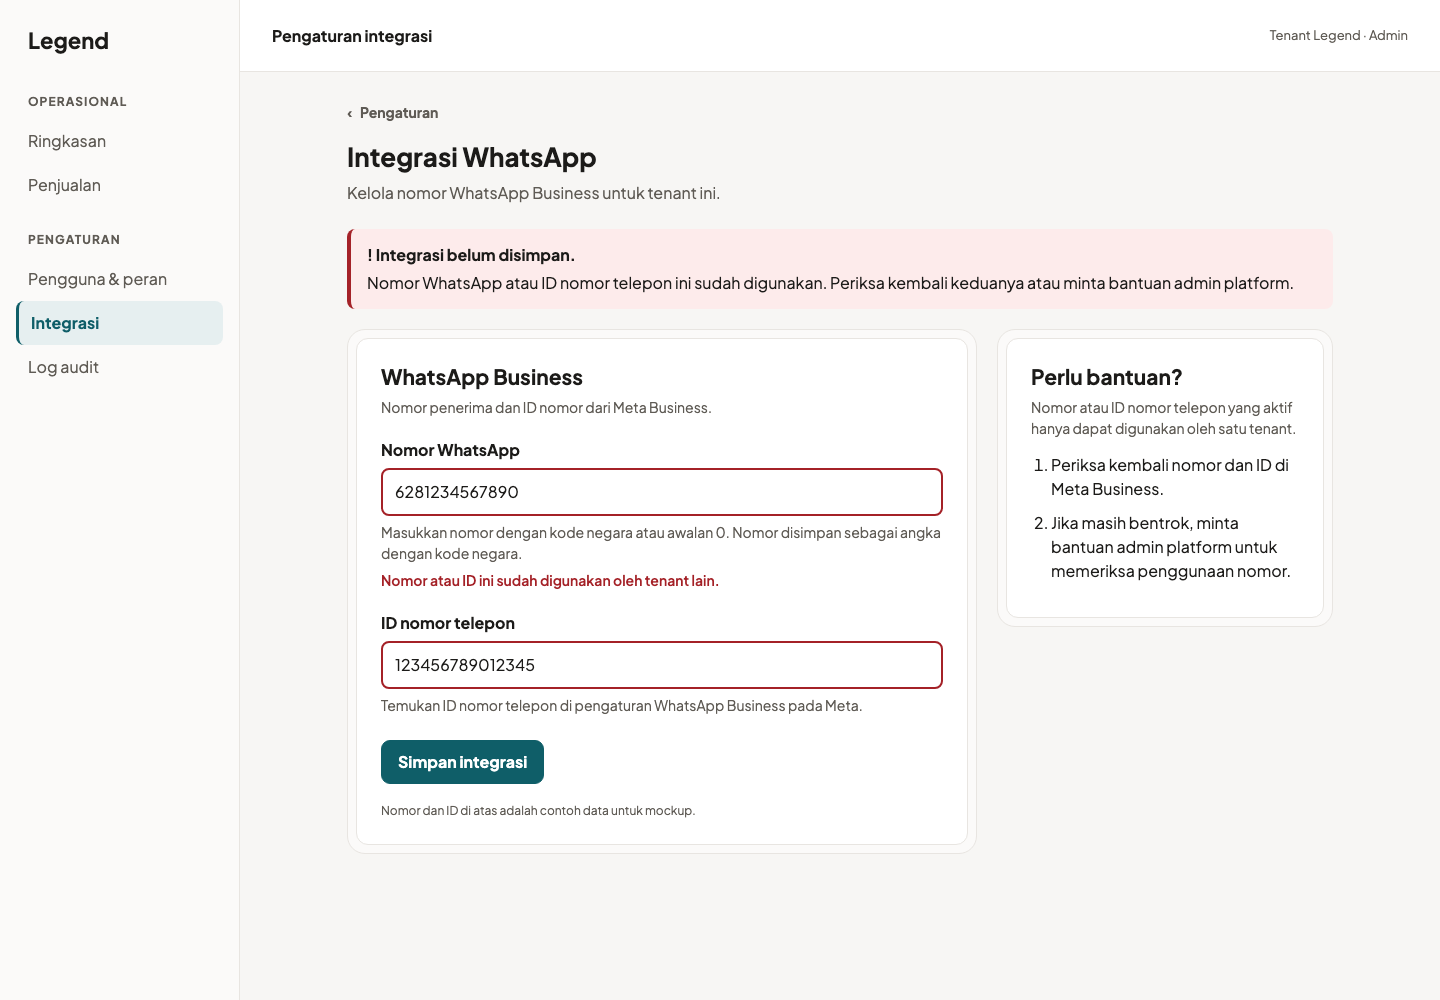 Legend
OPERASIONAL
Ringkasan
Penjualan
PENGATURAN
Pengguna & peran
Integrasi
Log audit
Pengaturan integrasi
Tenant Legend · Admin
‹ Pengaturan
Integrasi WhatsApp
Kelola nomor WhatsApp Business untuk tenant ini.
! Integrasi belum disimpan.
Nomor WhatsApp atau ID nomor telepon ini sudah digunakan. Periksa kembali keduanya atau minta bantuan admin platform.
WhatsApp Business
Nomor penerima dan ID nomor dari Meta Business.
Nomor WhatsApp
6281234567890
Masukkan nomor dengan kode negara atau awalan 0. Nomor disimpan sebagai angka
dengan kode negara.
Nomor atau ID ini sudah digunakan oleh tenant lain.
ID nomor telepon
123456789012345
Temukan ID nomor telepon di pengaturan WhatsApp Business pada Meta.
Simpan integrasi
Nomor dan ID di atas adalah contoh data untuk mockup.
Perlu bantuan?
Nomor atau ID nomor telepon yang aktif
hanya dapat digunakan oleh satu tenant.
1. Periksa kembali nomor dan ID di
Meta Business.
2. Jika masih bentrok, minta
bantuan admin platform untuk
memeriksa penggunaan nomor.